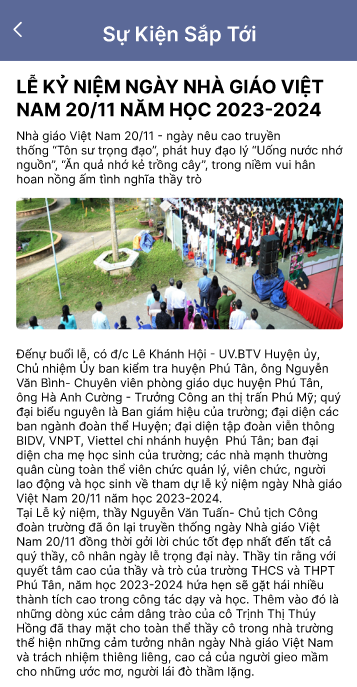 Sự Kiện Sắp Tới
LỄ KỶ NIỆM NGÀY NHÀ GIÁO VIỆT
NAM 20/11 NĂM HỌC 2023-2024
Nhà giáo Việt Nam 20/11 - ngày nêu cao truyền
thống “Tôn sư trọng đạo”, phát huy đạo lý “Uống nước nhớ
nguồn”, “Ăn quả nhớ kẻ trồng cây”, trong niềm vui hân
hoan nồng ấm tình nghĩa thầy trò
Đếnự buổi lễ, có đ/c Lê Khánh Hội - UV.BTV Huyện ủy,
Chủ nhiệm Ủy ban kiểm tra huyện Phú Tân, ông Nguyễn
Văn Bình- Chuyên viên phòng giáo dục huyện Phú Tân,
ông Hà Anh Cường - Trưởng Công an thị trấn Phú Mỹ; quý
đại biểu nguyên là Ban giám hiệu của trường; đại diện các
ban ngành đoàn thể Huyện; đại diện tập đoàn viễn thông
BIDV, VNPT, Viettel chi nhánh huyện  Phú Tân; ban đại
diện cha mẹ học sinh của trường; các nhà mạnh thường
quân cùng toàn thể viên chức quản lý, viên chức, người
lao động và học sinh về tham dự lễ kỷ niệm ngày Nhà giáo
Việt Nam 20/11 năm học 2023-2024.
Tại Lễ kỷ niệm, thầy Nguyễn Văn Tuấn- Chủ tịch Công
đoàn trường đã ôn lại truyền thống ngày Nhà giáo Việt
Nam 20/11 đồng thời gởi lời chúc tốt đẹp nhất đến tất cả
quý thầy, cô nhân ngày lễ trọng đại này. Thầy tin rằng với
quyết tâm cao của thầy và trò của trường THCS và THPT
Phú Tân, năm học 2023-2024 hứa hẹn sẽ gặt hái nhiều
thành tích cao trong công tác dạy và học. Thêm vào đó là
những dòng xúc cảm dâng trào của cô Trịnh Thị Thúy
Hồng đã thay mặt cho toàn thể thầy cô trong nhà trường
thể hiện những cảm tưởng nhân ngày Nhà giáo Việt Nam
và trách nhiệm thiêng liêng, cao cả của người gieo mầm
cho những ước mơ, người lái đò thầm lặng.